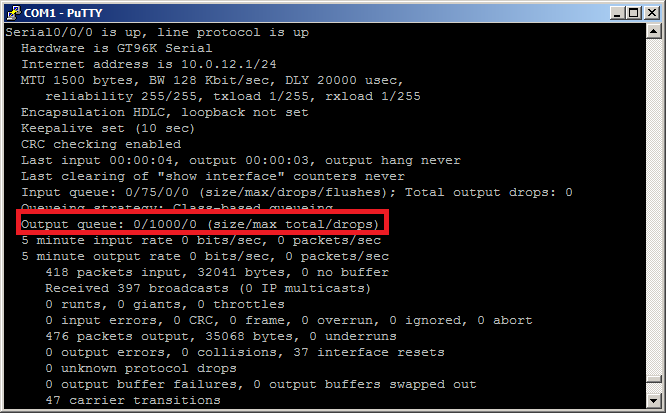 COM1 - PuTTY
Serial0/0/0 is up, line protocol is up
Hardware is GT96K Serial
Internet address is 10.0.12.1/24
MTU 1500 bytes, BW 128 Kbit/sec, DLY 20000 usec,
reliability 255/255, txload 1/255, rxload 1/255
Encapsulation HDLC, loopback not set
Keepalive set (10 sec)
CRC checking enabled
Last input 00:00:04, output 00:00:03, output hang never
Last clearing of "show interface" counters never
Input queue: 0/75/0/0 (size/max/drops/flushes); Total output drops: 0
Queueing strategy: Class-based queueing
Output queue: 0/1000/0 (size/max total/drops)
5 minute input rate 0 bits/sec, 0 packets/sec
5 minute output rate 0 bits/sec, 0 packets/sec
418 packets input, 32041 bytes, 0 no buffer
Received 397 broadcasts (0 IP multicasts)
0 runts, 0 giants, 0 throttles
0 input errors, 0 CRC, 0 frame, 0 overrun, 0 ignored, 0 abort
476 packets output, 35068 bytes, 0 underruns
0 output errors, 0 collisions, 37 interface resets
0 unknown protocol drops
0 output buffer failures, 0 output buffers swapped out
47 carrier transitions